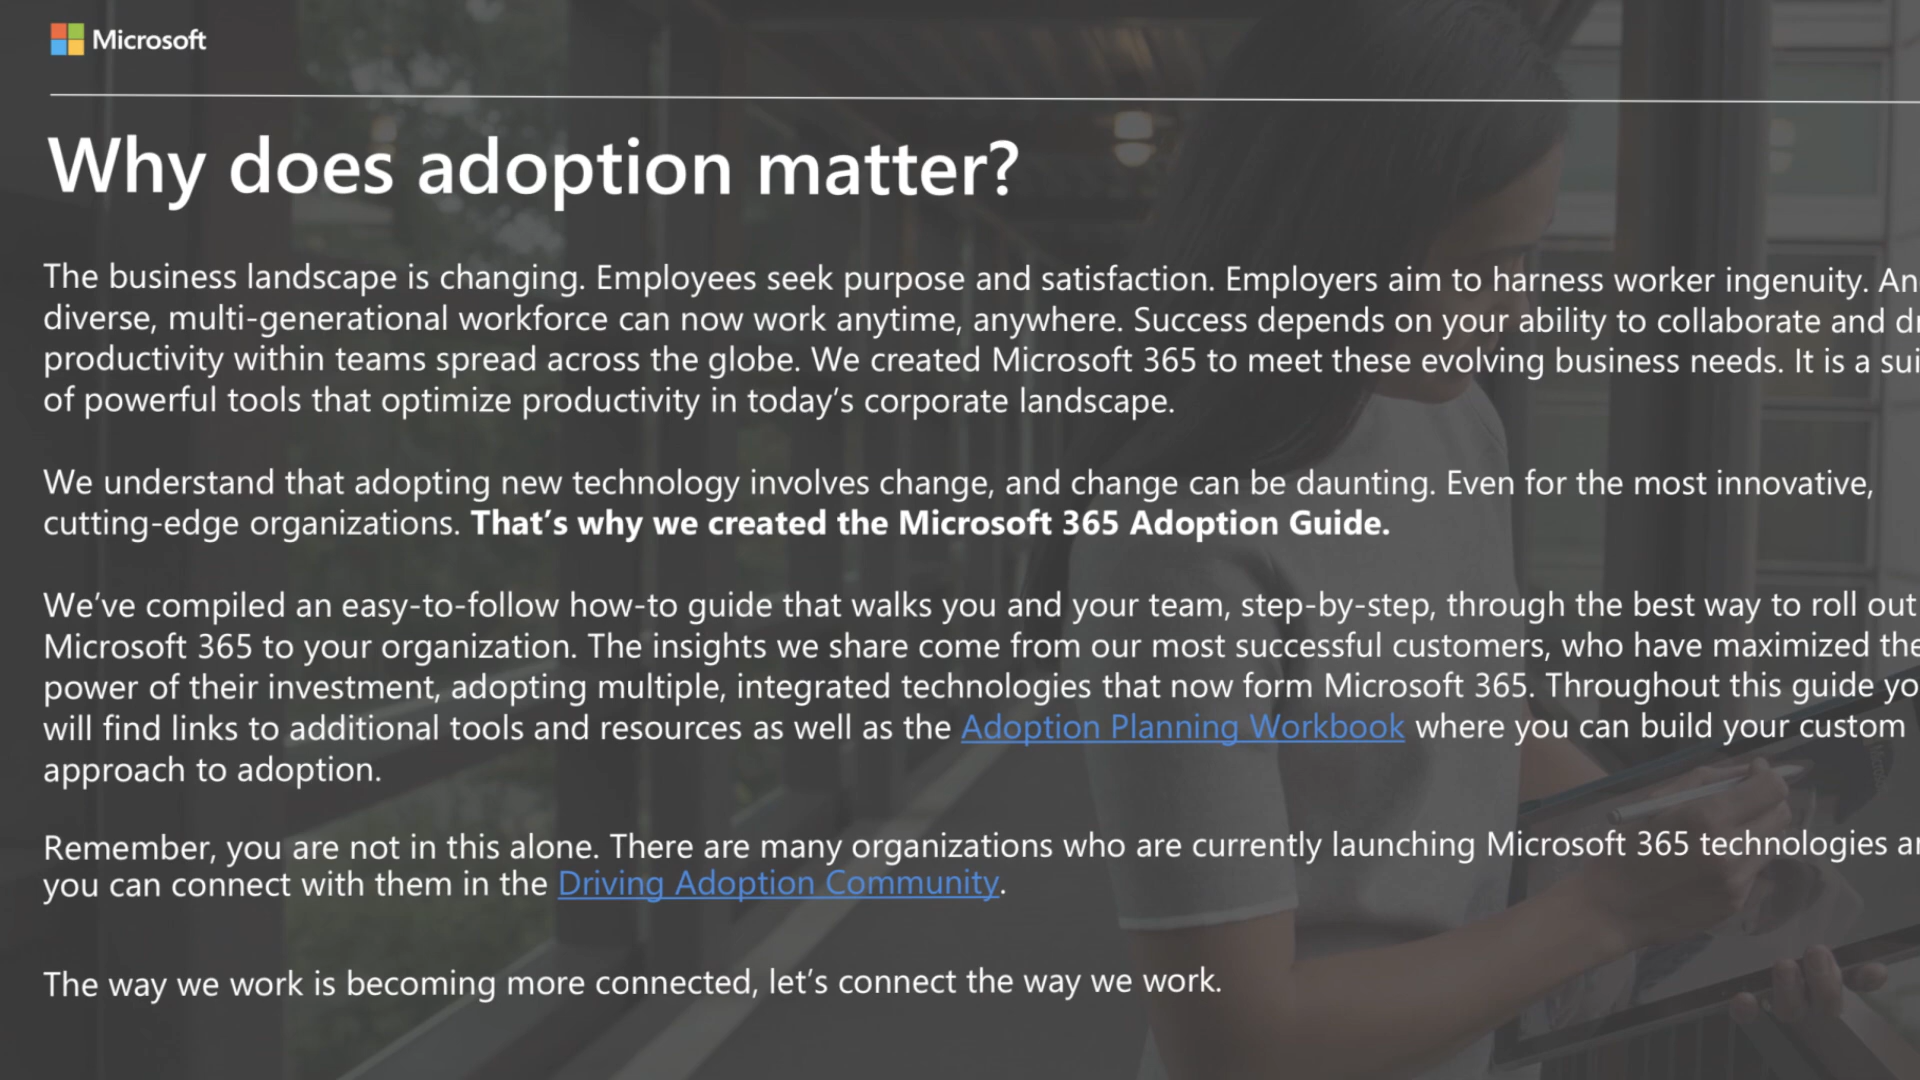 Microsoft
Why does adoption matter?
The business landscape is changing. Employees seek purpose and satisfaction. Employers aim to harness worker ingenuity. An
diverse, multi-generational workforce can now work anytime, anywhere. Success depends on your ability to collaborate and dr
productivity within teams spread across the globe. We created Microsoft 365 to meet these evolving business needs. It is a sui
of powerful tools that optimize productivity in today’s corporate landscape.
We understand that adopting new technology involves change, and change can be daunting. Even for the most innovative,
cutting-edge organizations. That’s why we created the Microsoft 365 Adoption Guide.
We’ve compiled an easy-to-follow how-to guide that walks you and your team, step-by-step, through the best way to roll out
Microsoft 365 to your organization. The insights we share come from our most successful customers, who have maximized the
power of their investment, adopting multiple, integrated technologies that now form Microsoft 365. Throughout this guide yo
will find links to additional tools and resources as well as the Adoption Planning Workbook where you can build your custom
approach to adoption.
Remember, you are not in this alone. There are many organizations who are currently launching Microsoft 365 technologies a
you can connect with them in the Driving Adoption Community.
The way we work is becoming more connected, let’s connect the way we work.